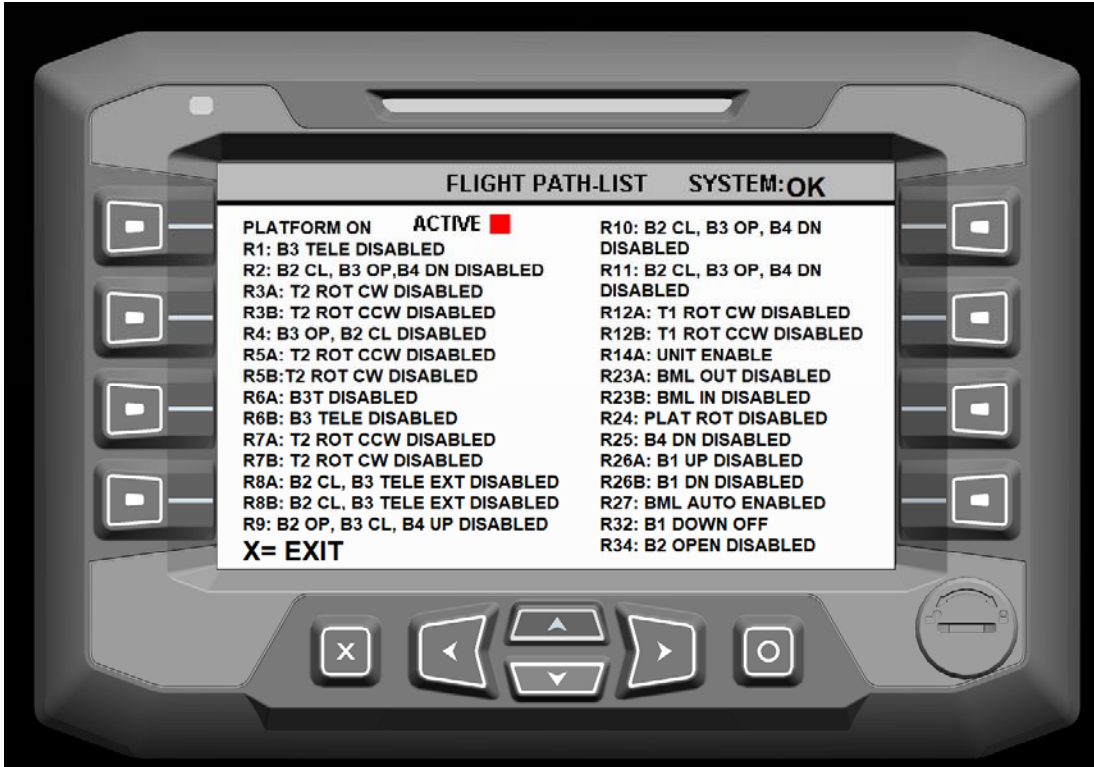 FLIGHT PATH-LIST SYSTEM:OK
PLATFORM ON ACTIVE
R1: B3 TELE DISABLED
R2: B2 CL, B3 OP,B4 DN DISABLED
R3A: T2 ROT CW DISABLED
R3B: T2 ROT CCW DISABLED
R4: B3 OP, B2 CL DISABLED
R5A: T2 ROT CCW DISABLED
R5B:T2 ROT CW DISABLED
R6A: B3T DISABLED
R6B: B3 TELE DISABLED
R7A: T2 ROT CCW DISABLED
R7B: T2 ROT CW DISABLED
R8A: B2 CL, B3 TELE EXT DISABLED
R8B: B2 CL, B3 TELE EXT DISABLED
R9: B2 OP, B3 CL, B4 UP DISABLED
X= EXIT
R10: B2 CL, B3 OP, B4 DN
DISABLED
R11: B2 CL, B3 OP, B4 DN
DISABLED
R12A: T1 ROT CW DISABLED
R12B: T1 ROT CCW DISABLED
R14A: UNIT ENABLE
R23A: BML OUT DISABLED
R23B: BML IN DISABLED
R24: PLAT ROT DISABLED
R25: B4 DN DISABLED
R26A: B1 UP DISABLED
R26B: B1 DN DISABLED
R27: BML AUTO ENABLED
R32: B1 DOWN OFF
R34: B2 OPEN DISABLED
X